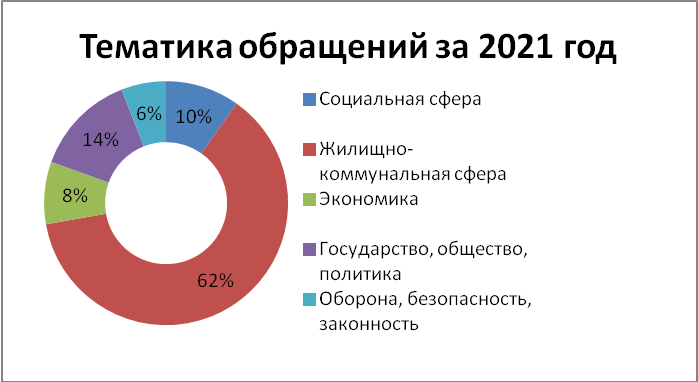 Тематика обращений за 2021 год
6%
10%
14%
8%
62%
Социальная сфера
Жилищно-
коммунальная сфера
Экономика
Государство, общество,
политика
Оборона, безопасность,
законность